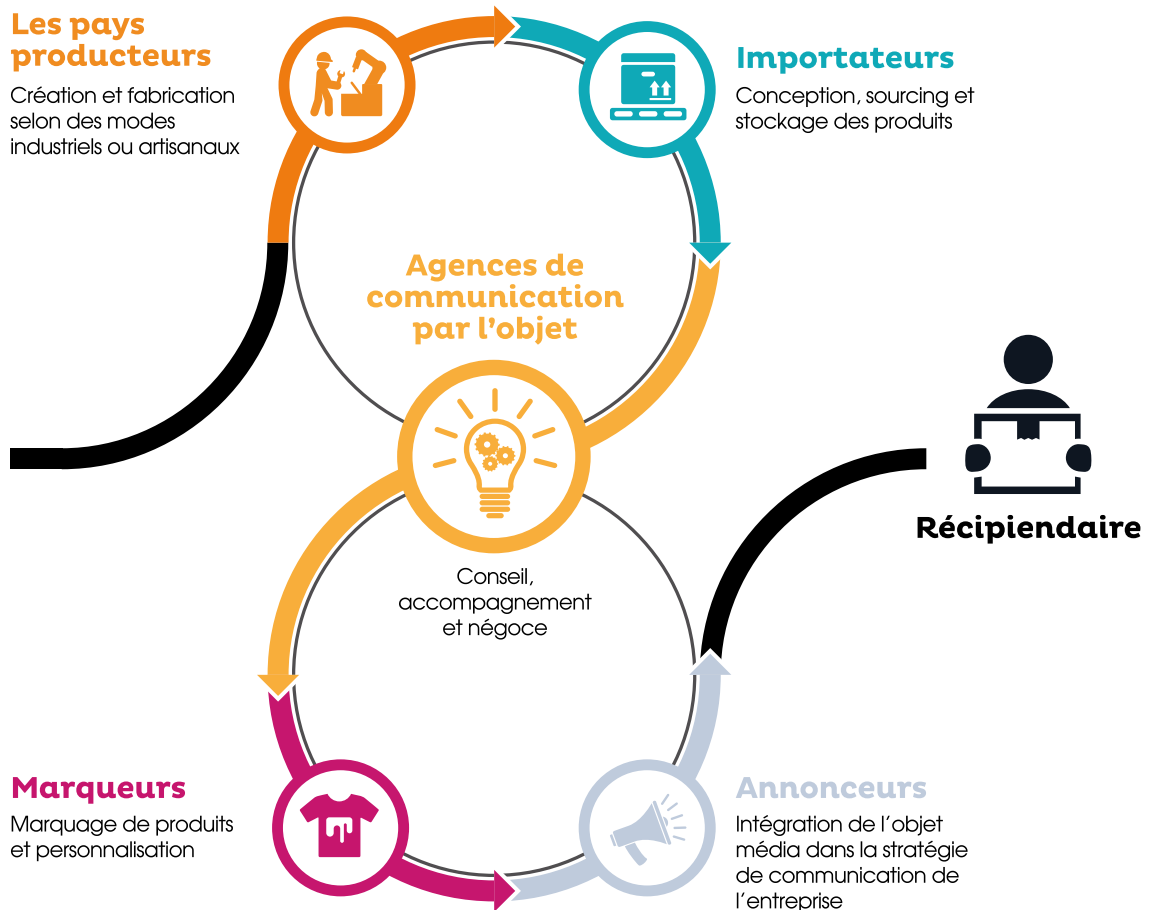 Les pays
producteurs
Création et fabrication
selon des modes
industriels ou artisanaux
Importateurs
Conception, sourcing et
stockage des produits
Agences de
communication
par l'objet
Conseil,
accompagnement
et négoce
Récipiendaire
Marqueurs
Marquage de produits
et personnalisation
Annonceurs
Intégration de l'objet
média dans la stratégie
de communication de
l'entreprise